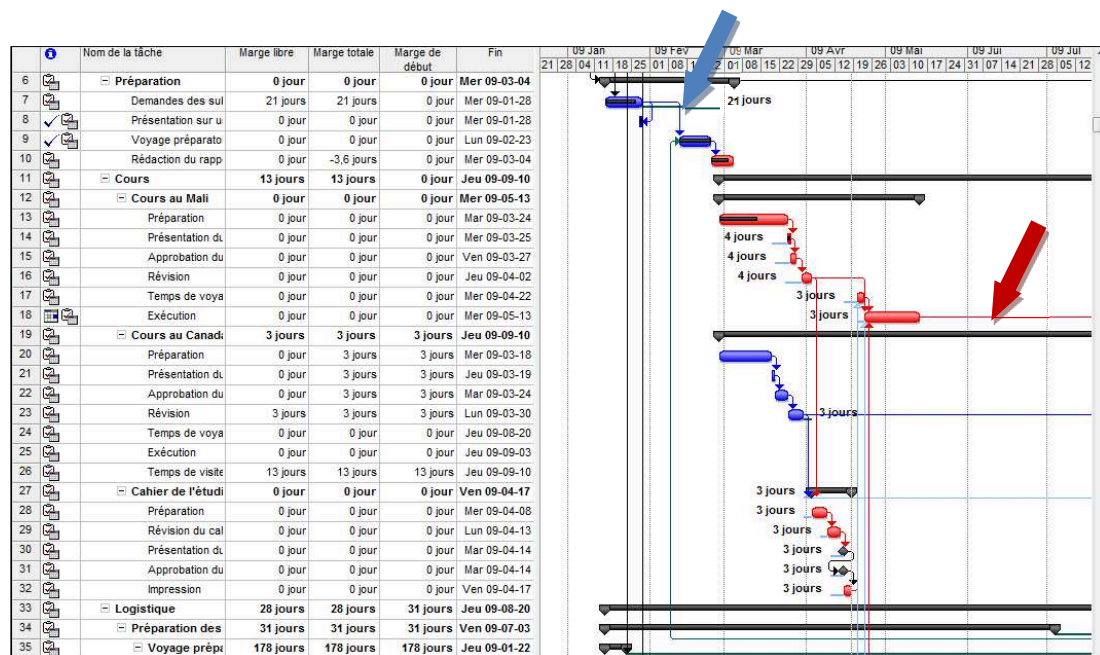 Nom de la tâche Marge libre Marge totale Marge de début Fin 09 Jan 09 Fév 09 Mar 09 Avr 09 Mai 09 Jui 09 Jul
21 28 04 11 18 25 01 08 01 08 15 22 29 05 12 19 26 03 10 17 24 31 07 14 21 28 05 12
6 Préparation 0 jour 0 jour 0 jour Mer 09-03-04
7 Demandes des sul 21 jours 21 jours 0 jour Mer 09-01-28 21 jours
8 Présentation sur u 0 jour 0 jour 0 jour Mer 09-01-28
9 Voyage préparato 0 jour 0 jour 0 jour Lun 09-02-23
10 Rédaction du rapp 0 jour -3,6 jours 0 jour Mer 09-03-04
11 Cours 13 jours 13 jours 0 jour Jeu 09-09-10
12 Cours au Mali 0 jour 0 jour 0 jour Mer 09-05-13
13 Préparation 0 jour 0 jour 0 jour Mar 09-03-24
14 Présentation du 0 jour 0 jour 0 jour Mer 09-03-25 4 jours
15 Approbation du 0 jour 0 jour 0 jour Ven 09-03-27 4 jours
16 Révision 0 jour 0 jour 0 jour Jeu 09-04-02 4 jours
17 Temps de voya 0 jour 0 jour 0 jour Mer 09-04-22 3 jours
18 Exécution 0 jour 0 jour 0 jour Mer 09-05-13 3 jours
19 Cours au Canada 3 jours 3 jours 3 jours Jeu 09-09-10
20 Préparation 0 jour 3 jours 3 jours Mer 09-03-18
21 Présentation du 0 jour 3 jours 3 jours Jeu 09-03-19
22 Approbation du 0 jour 3 jours 3 jours Mar 09-03-24
23 Révision 3 jours 3 jours 3 jours Lun 09-03-30 3 jours
24 Temps de voya 0 jour 0 jour 0 jour Jeu 09-08-20
25 Exécution 0 jour 0 jour 0 jour Jeu 09-09-03
26 Temps de visite 13 jours 13 jours 13 jours Jeu 09-09-10
27 Cahier de l'étudi 0 jour 0 jour 0 jour Ven 09-04-17 3 jours
28 Préparation 0 jour 0 jour 0 jour Mer 09-04-08 3 jours
29 Révision du cal 0 jour 0 jour 0 jour Lun 09-04-13 3 jours
30 Présentation du 0 jour 0 jour 0 jour Mar 09-04-14 3 jours
31 Approbation du 0 jour 0 jour 0 jour Mar 09-04-14 3 jours
32 Impression 0 jour 0 jour 0 jour Ven 09-04-17 3 jours
33 Logistique 28 jours 28 jours 31 jours Jeu 09-08-20
34 Préparation des 31 jours 31 jours 31 jours Ven 09-07-03
35 Voyage prépa 178 jours 178 jours 178 jours Jeu 09-01-22